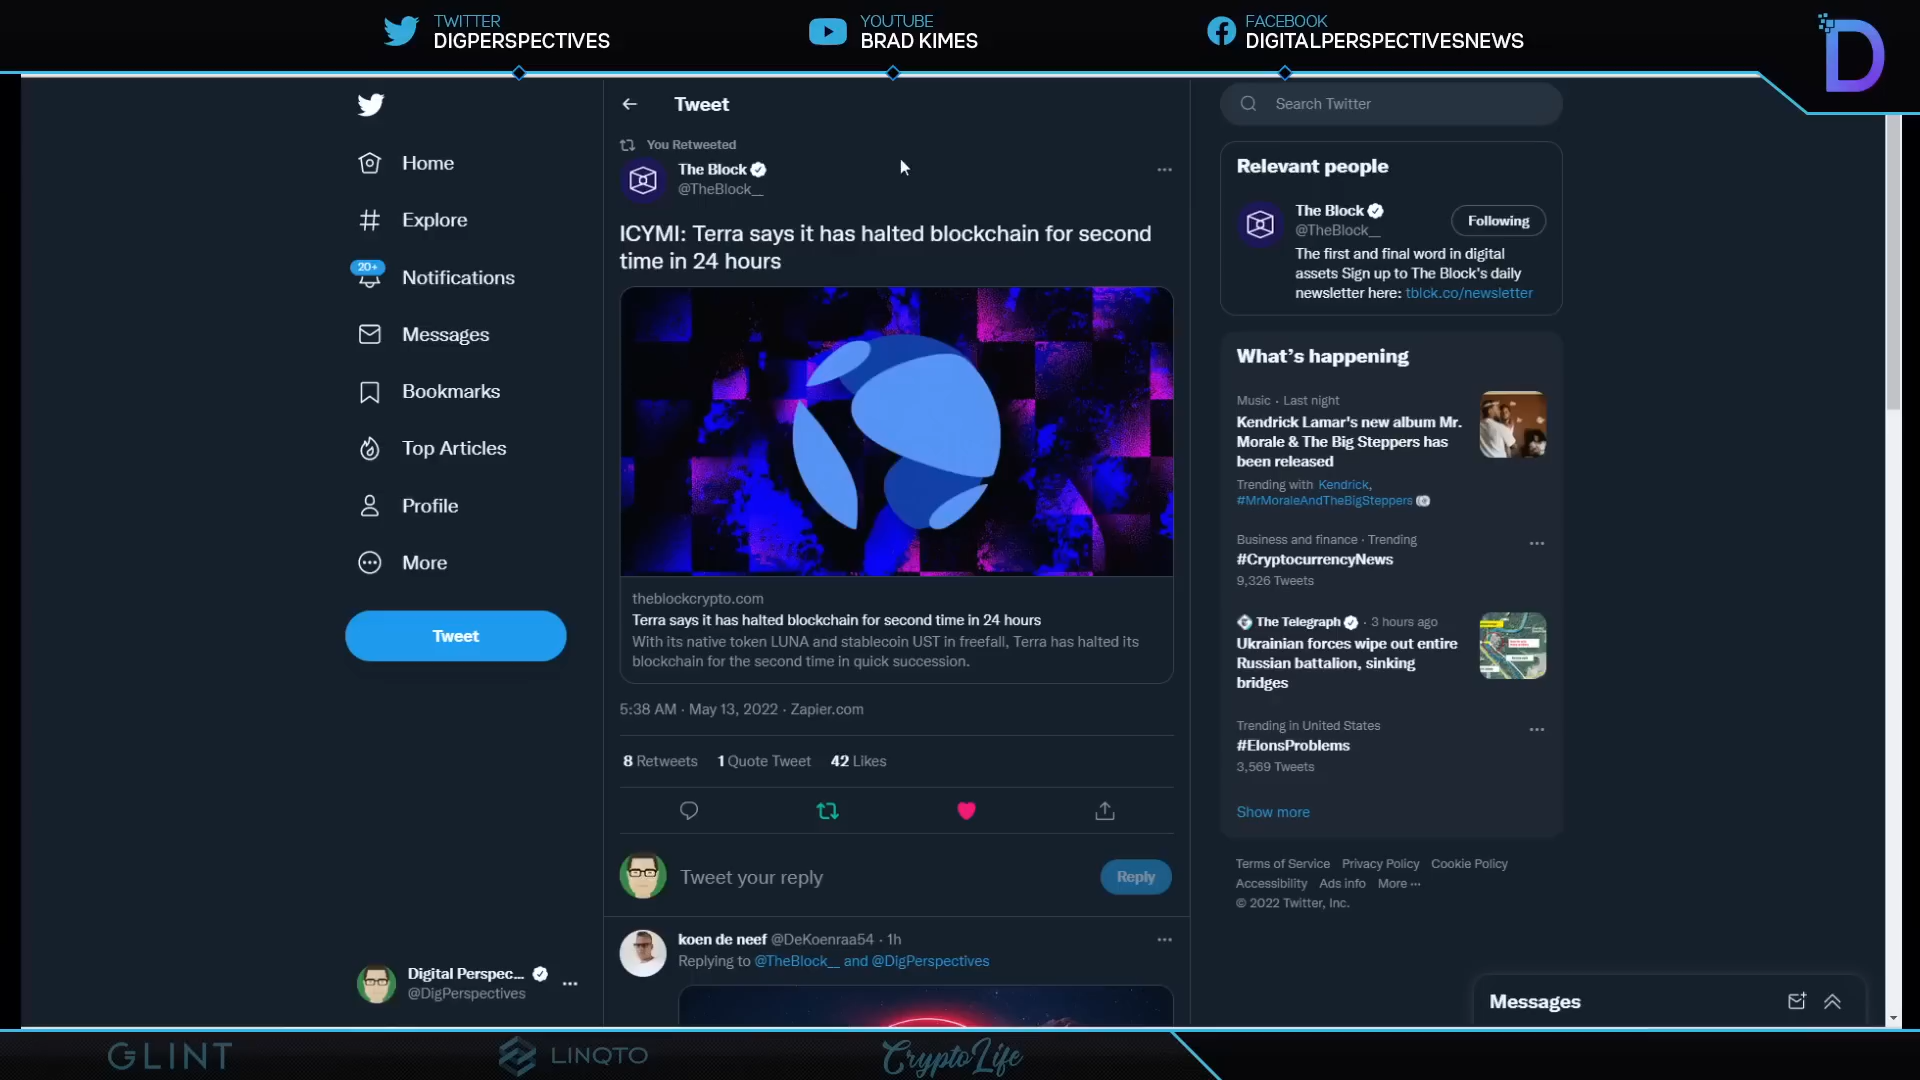 TWITTER
DIGPERSPECTIVES
YOUTUBE
BRAD KIMES
FACEBOOK
DIGITALPERSPECTIVESNEWS
D
Home
Explore
20+
Notifications
Messages
Bookmarks
Top Articles
Profile
More
Tweet
Digital Perspec...
@DigPerspectives
Tweet
You Retweeted
The Block
@TheBlock__
ICYMI: Terra says it has halted blockchain for second
time in 24 hours
theblockcrypto.com
Terra says it has halted blockchain for second time in 24 hours
With its native token LUNA and stablecoin UST in freefall, Terra has halted its
blockchain for the second time in quick succession.
5:38 AM · May 13, 2022 · Zapier.com
8 Retweets 1 Quote Tweet 42 Likes
Tweet your reply
Reply
koen de neef @DeKoenraa54 · 1h
Replying to @TheBlock__ and @DigPerspectives
Search Twitter
Relevant people
The Block
@TheBlock__
Following
The first and final word in digital
assets Sign up to The Block's daily
newsletter here: tblck.co/newsletter
What's happening
Music · Last night
Kendrick Lamar's new album Mr.
Morale & The Big Steppers has
been released
Trending with Kendrick,
#MrMoraleAndTheBigSteppers
Business and finance · Trending
#CryptocurrencyNews
9,326 Tweets
The Telegraph · 3 hours ago
Ukrainian forces wipe out entire
Russian battalion, sinking
bridges
Trending in United States
#ElonsProblems
3,569 Tweets
Show more
Terms of Service Privacy Policy Cookie Policy
Accessibility Ads info More ···
© 2022 Twitter, Inc.
Messages
GLINT
LINQTO
CryptoLife